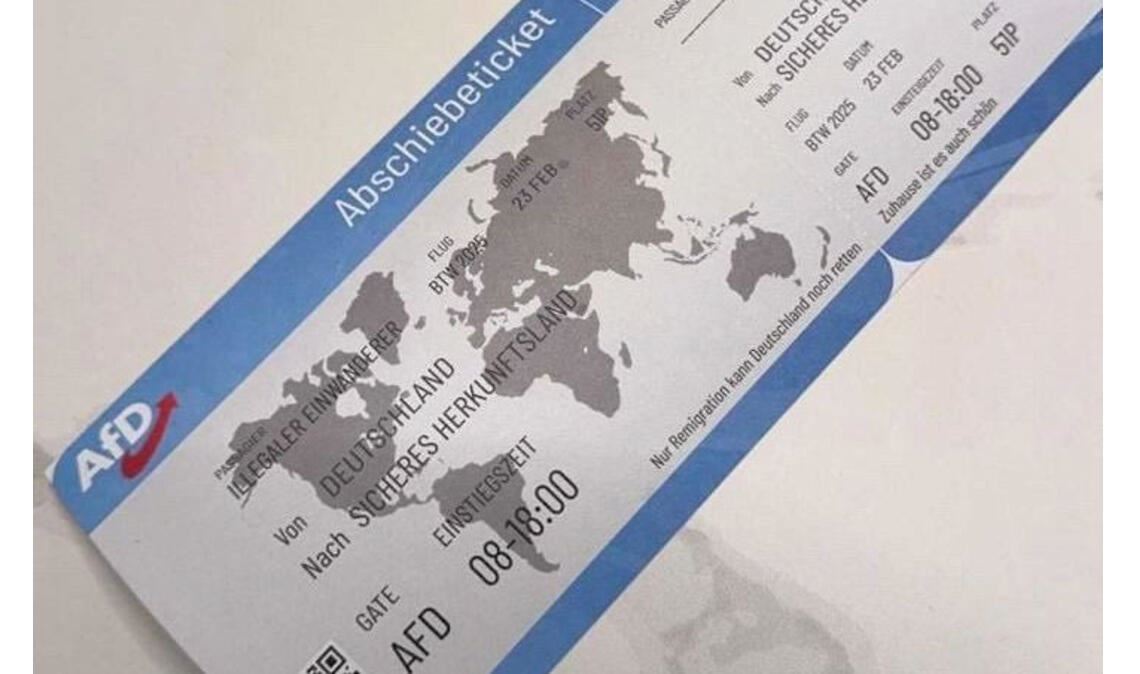 Abschiebeticket
AfD
PASSAGIER
ILLEGALER EINWANDERER
Von DEUTSCHLAND
Nach SICHERES HERKUNFTSLAND
FLUG
BTW 2025
DATUM
23 FEB
PLATZ
51P
GATE
AFD
EINSTIEGSZEIT
08-18:00
Nur Remigration kann Deutschland noch retten
Von
Nach SICHERES
FLUG
BTW 2025
DATUM
23 FEB
PLATZ
51P
GATE
AFD
EINSTIEGSZEIT
08-18:00
Zuhause ist es auch schön